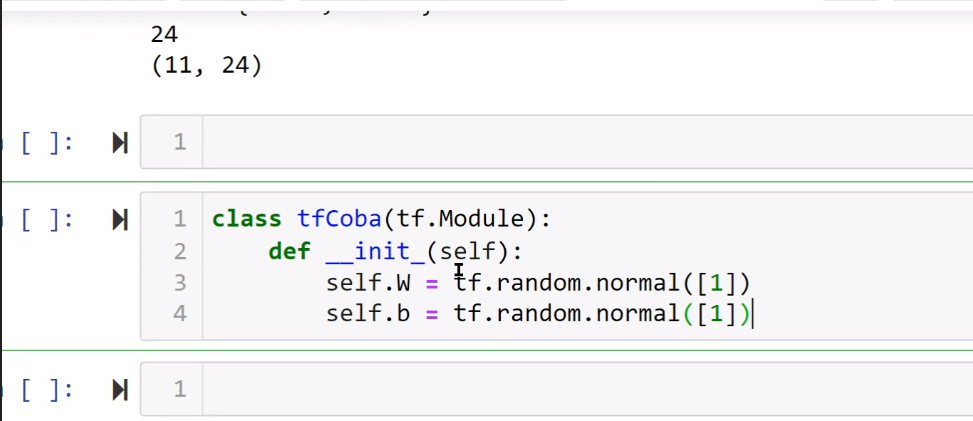 24
(11, 24)
[ ]:
1
[ ]:
1 class tfCoba(tf.Module):
2 def __init_(self):
3 self.W = tf.random.normal([1])
4 self.b = tf.random.normal([1])
[ ]:
1